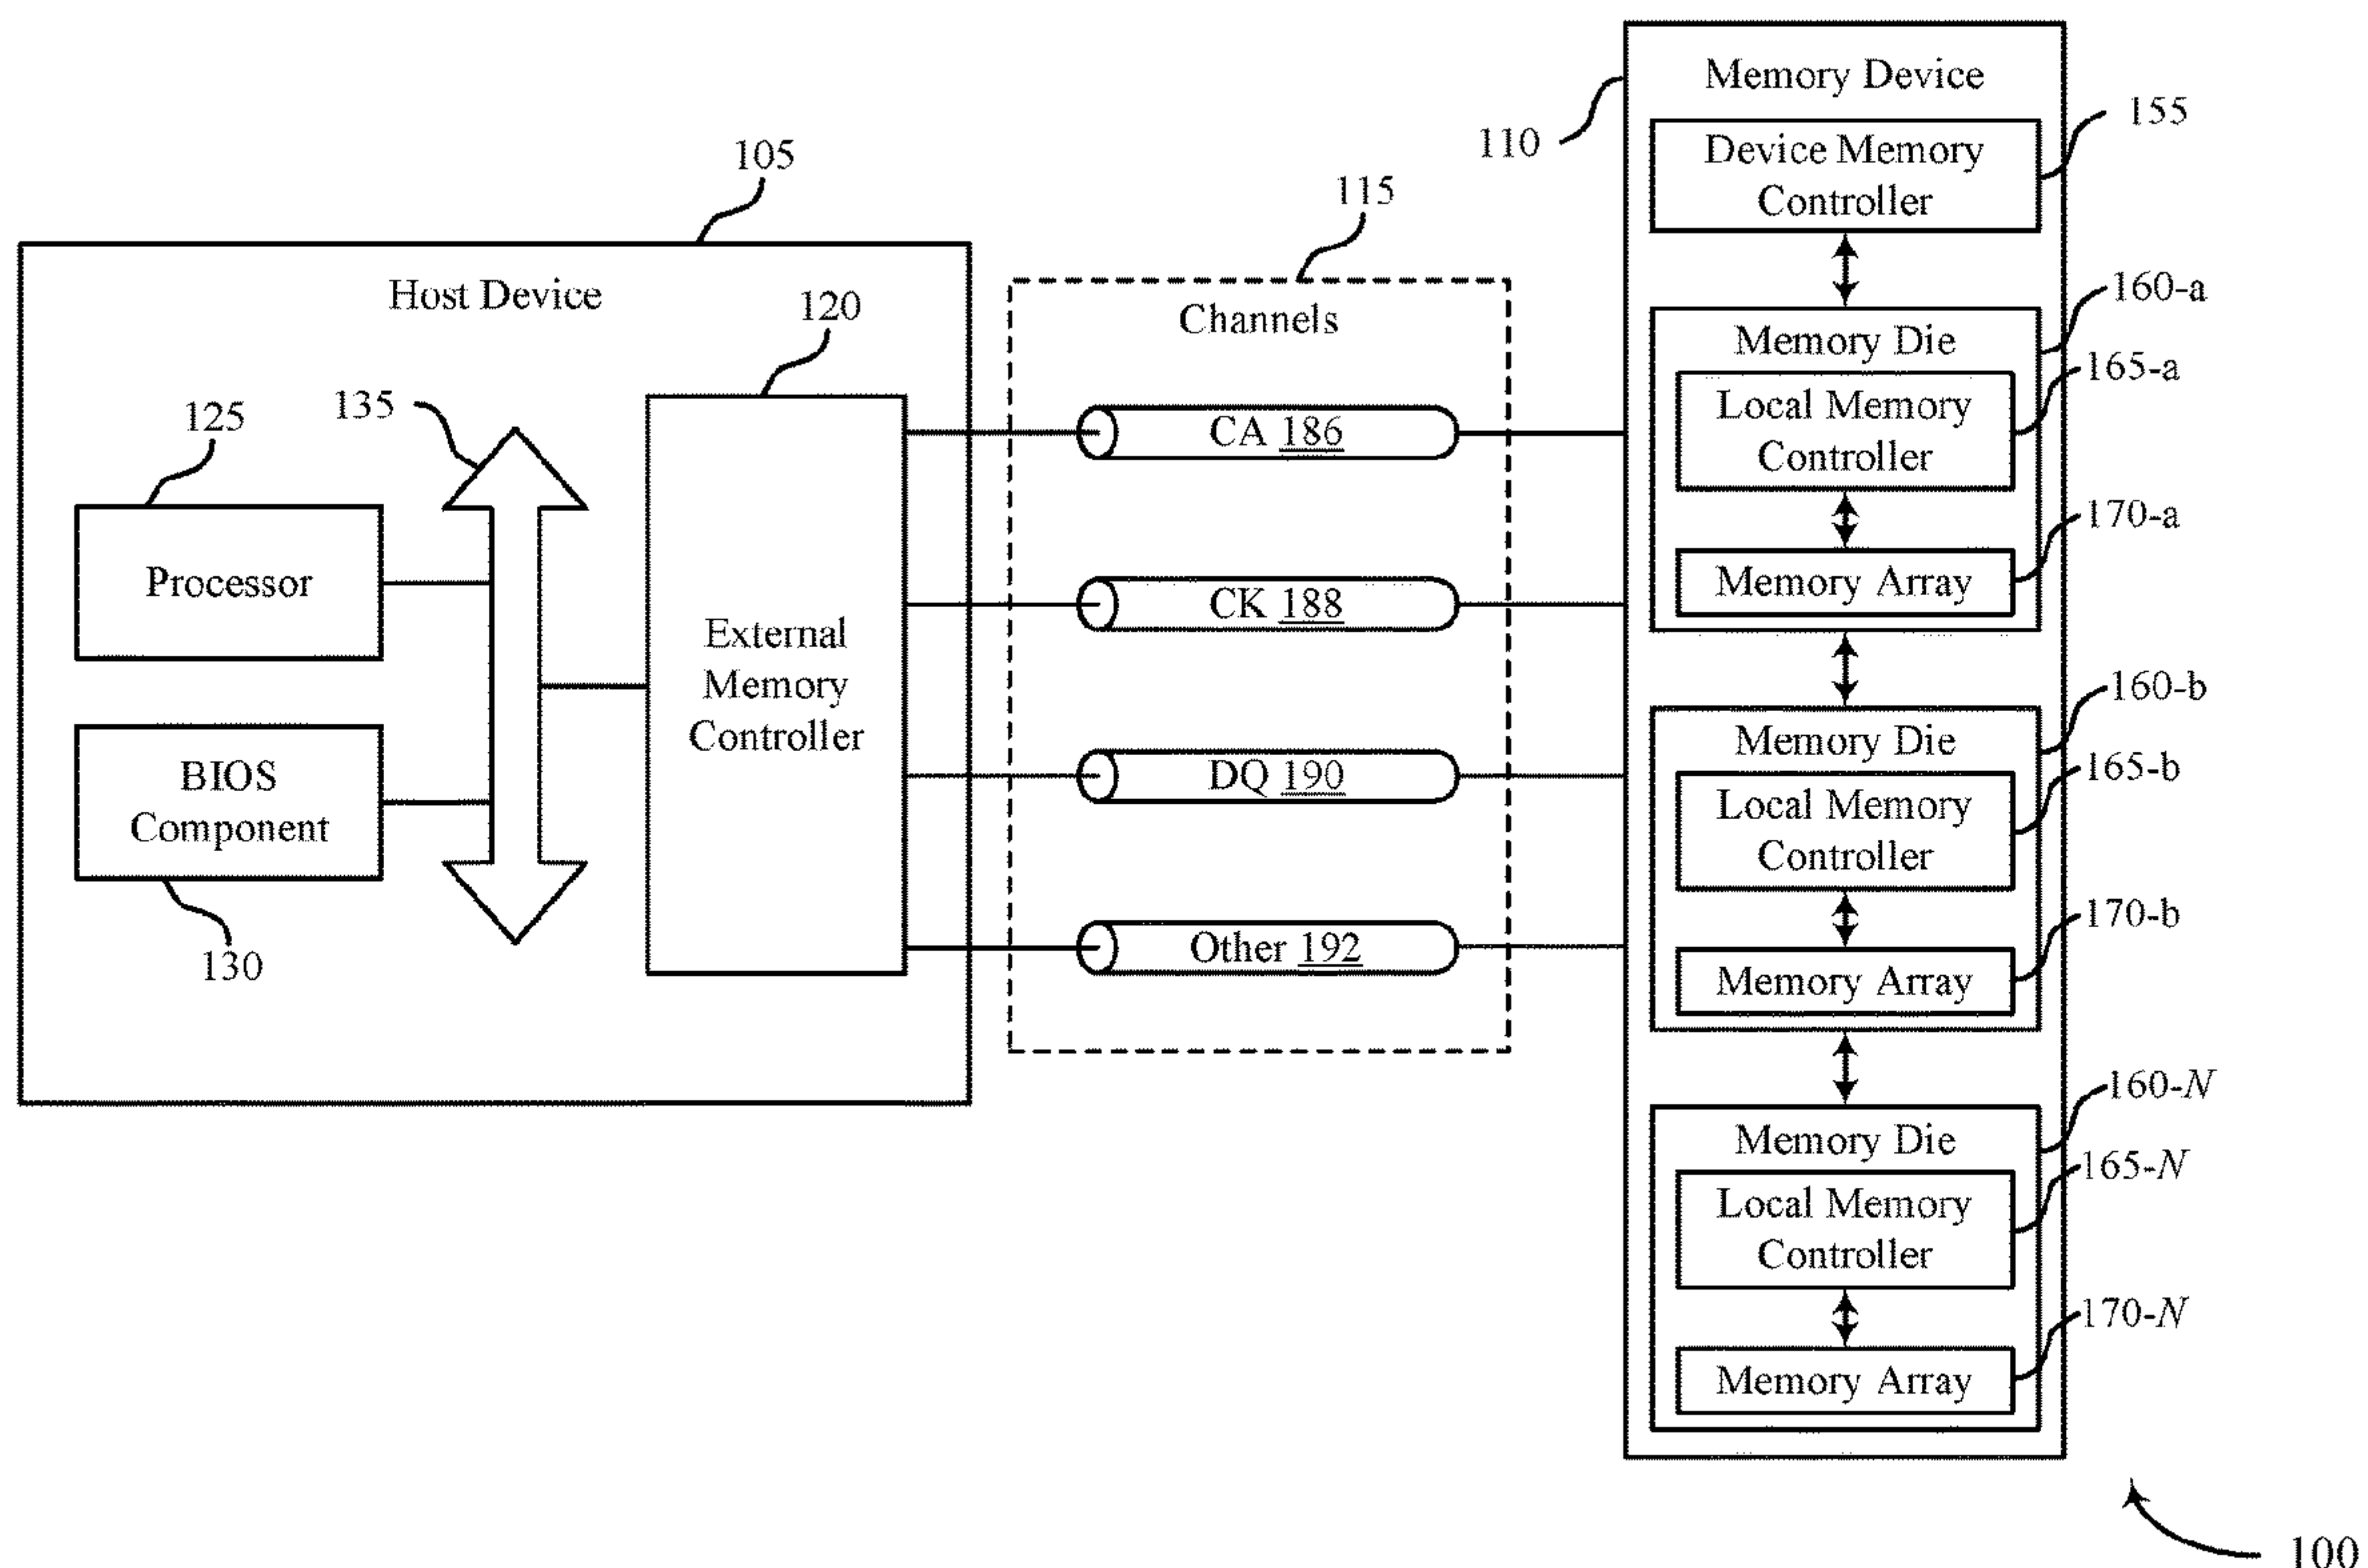 105
Host Device
120
135
125
Processor
BIOS
Component
130
External
Memory
Controller
115
Channels
CA 186
CK 188
DQ 190
Other 192
110
Memory Device
155
Device Memory
Controller
160-a
Memory Die
165-a
Local Memory
Controller
170-a
Memory Array
160-b
Memory Die
165-b
Local Memory
Controller
170-b
Memory Array
160-N
Memory Die
165-N
Local Memory
Controller
170-N
Memory Array
100